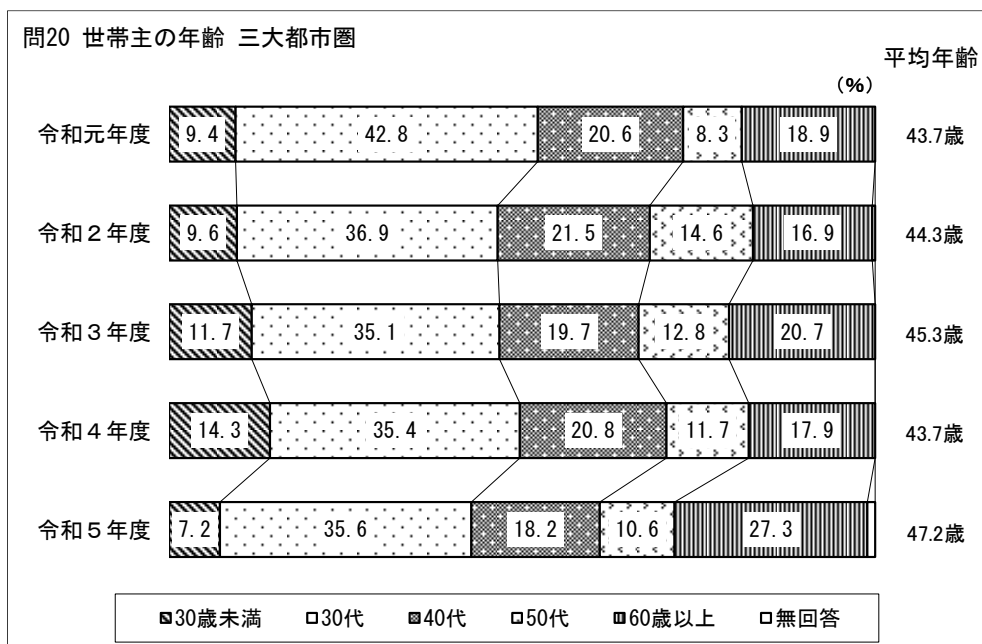 問20 世帯主の年齢 三大都市圏
平均年齢
(%)
令和元年度 9.4 42.8 20.6 8.3 18.9 43.7歳
令和２年度 9.6 36.9 21.5 14.6 16.9 44.3歳
令和３年度 11.7 35.1 19.7 12.8 20.7 45.3歳
令和４年度 14.3 35.4 20.8 11.7 17.9 43.7歳
令和５年度 7.2 35.6 18.2 10.6 27.3 47.2歳
30歳未満 30代 40代 50代 60歳以上 無回答